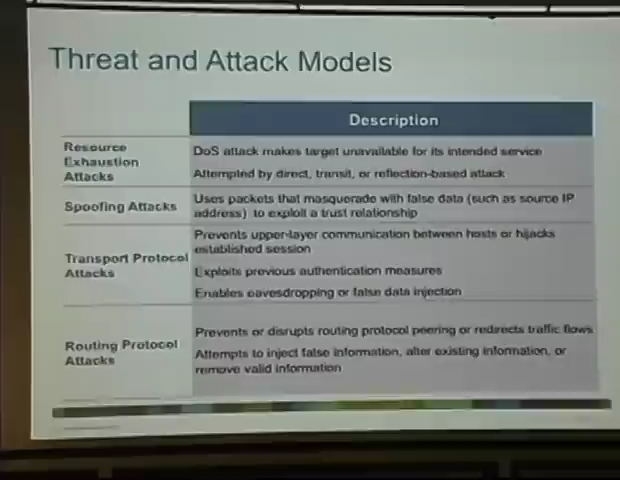 Threat and Attack Models
Description
Resource
Exhaustion
Attacks
DoS attack makes target unavailable for its intended service
Attempted by direct, transit, or reflection-based attack
Spoofing Attacks
Uses packets that masquerade with false data (such as source IP
address) to exploit a trust relationship
Transport Protocol
Attacks
Prevents upper-layer communication between hosts or hijacks
established session
Exploits previous authentication measures
Enables eavesdropping or false data injection
Routing Protocol
Attacks
Prevents or disrupts routing protocol peering or redirects traffic flows
Attempts to inject false information, alter existing information, or
remove valid information